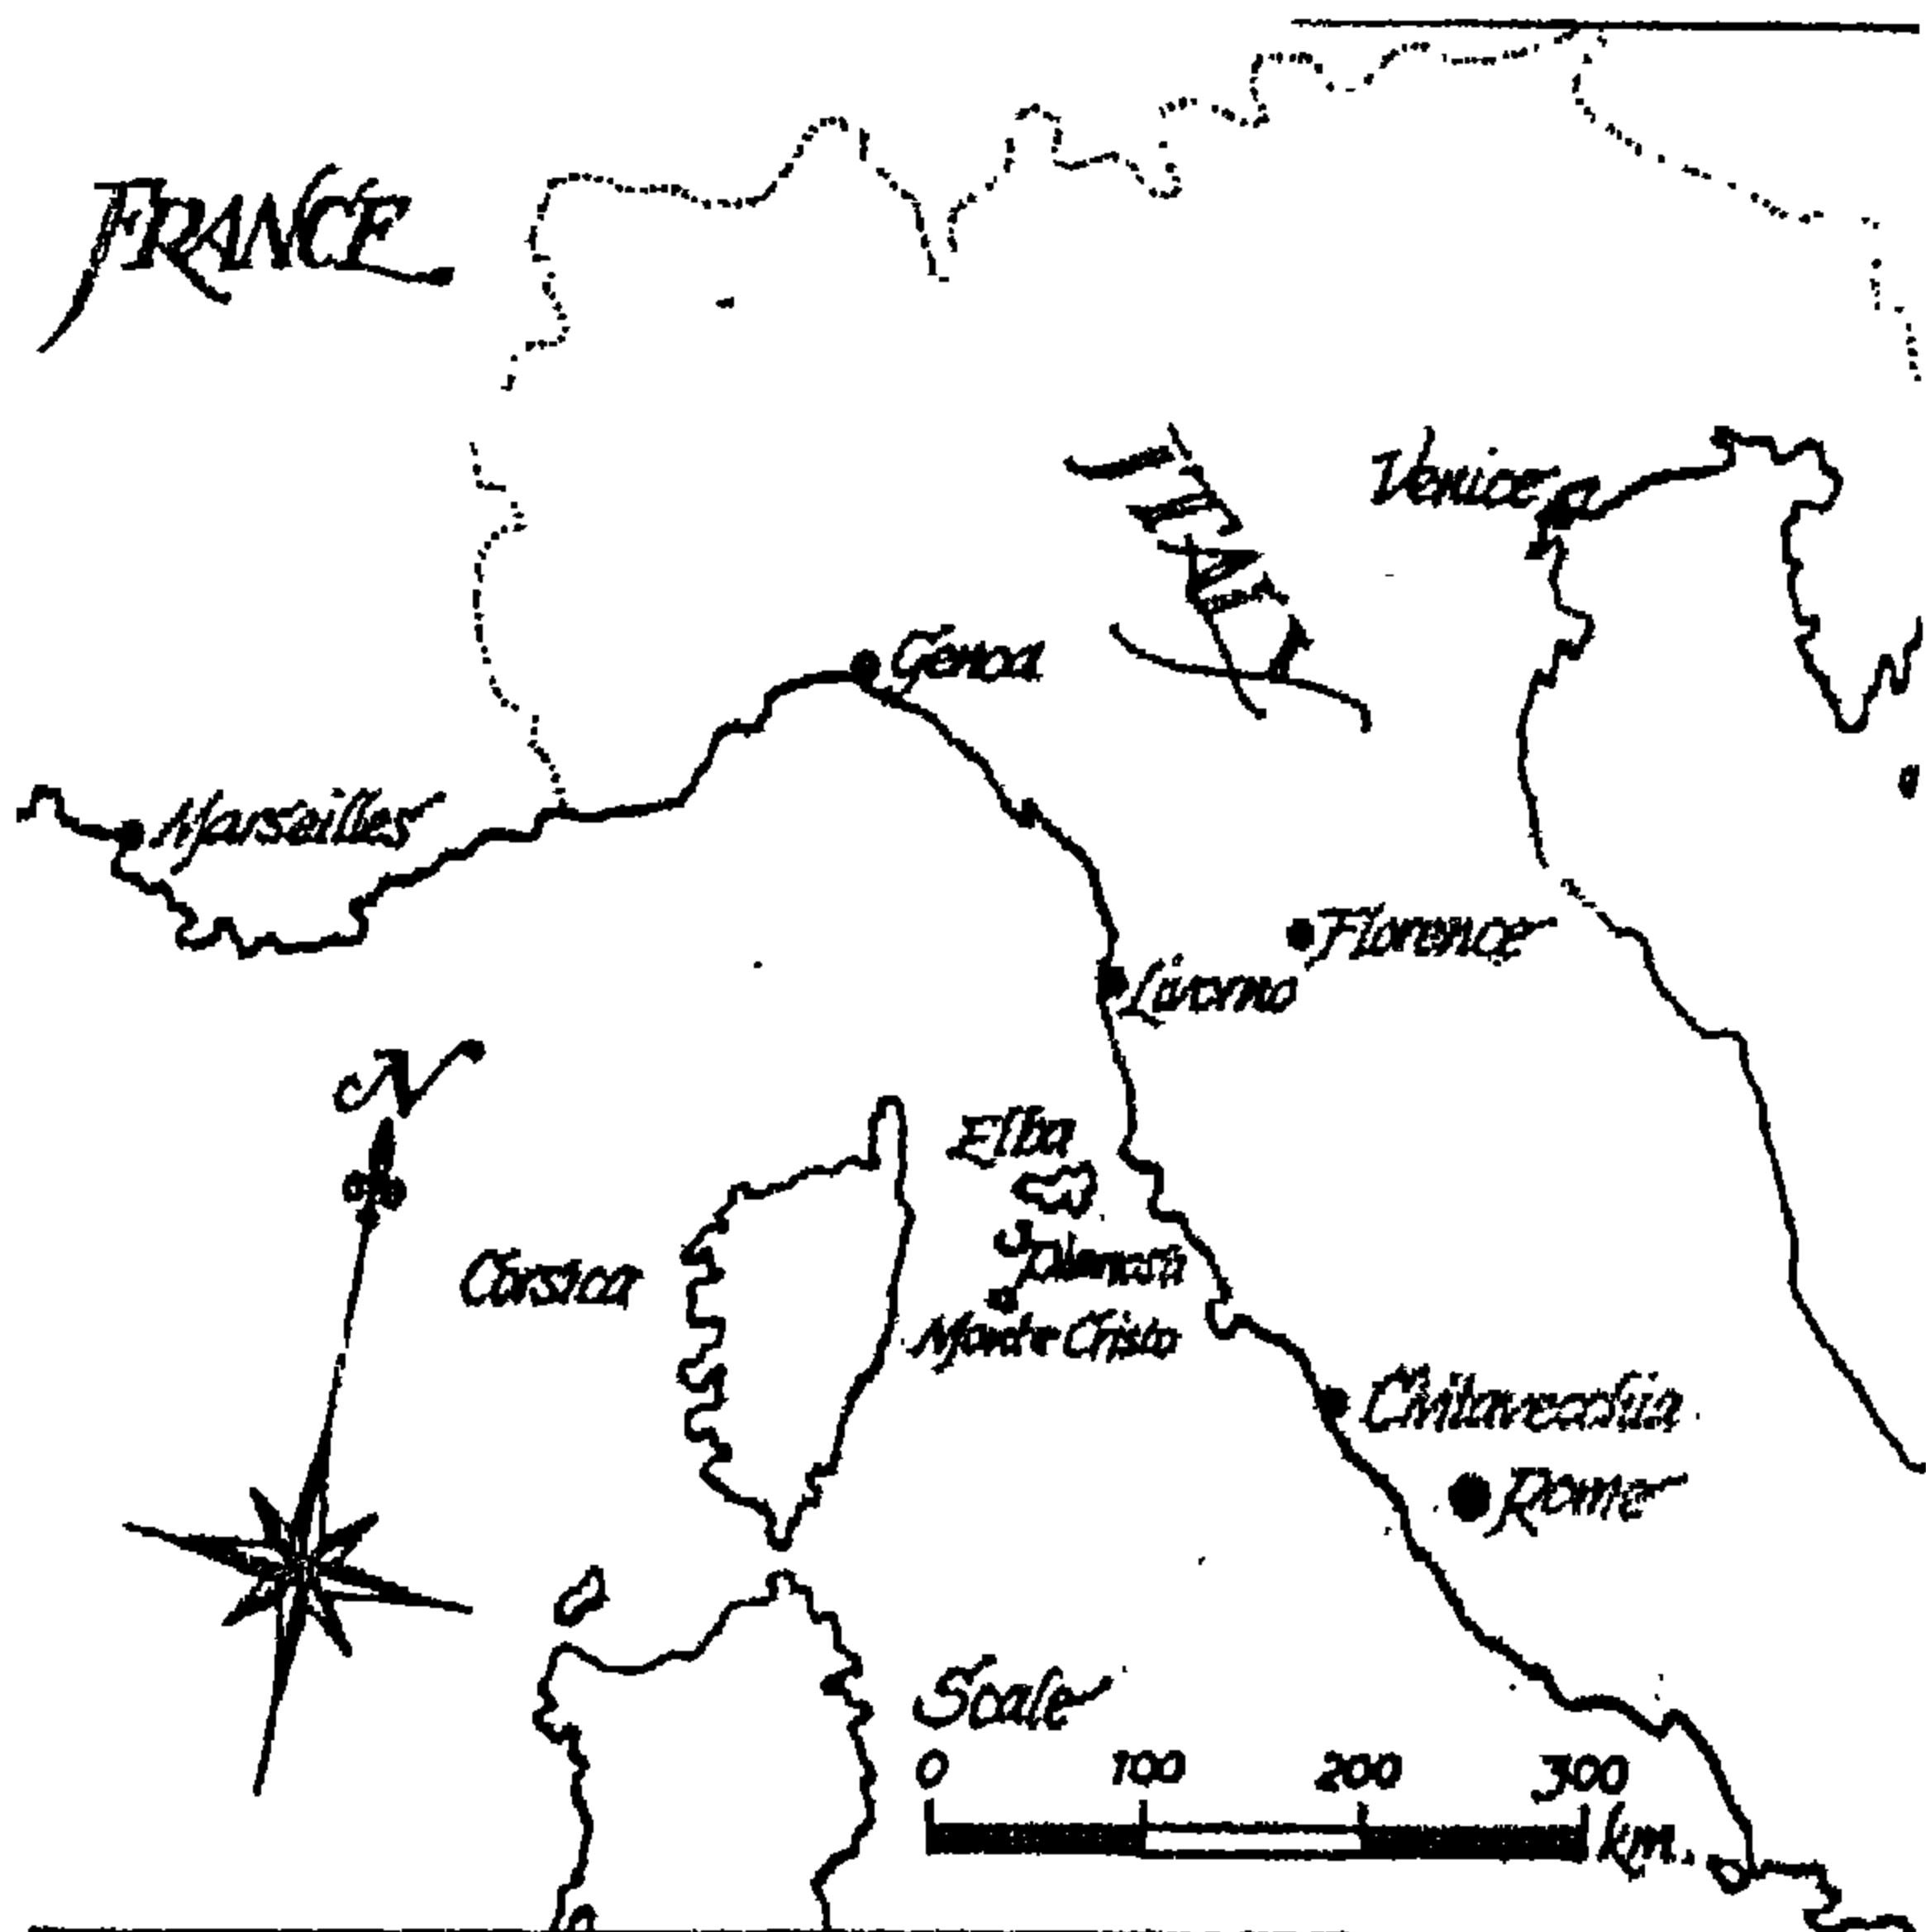 FRANCE
ITALY
Venice
Genoa
Marseilles
Florence
Livorno
N
Elba
Corsica
Pianosa
Monte Cristo
Civitavecchia
Rome
Scale
0 100 200 300
km.